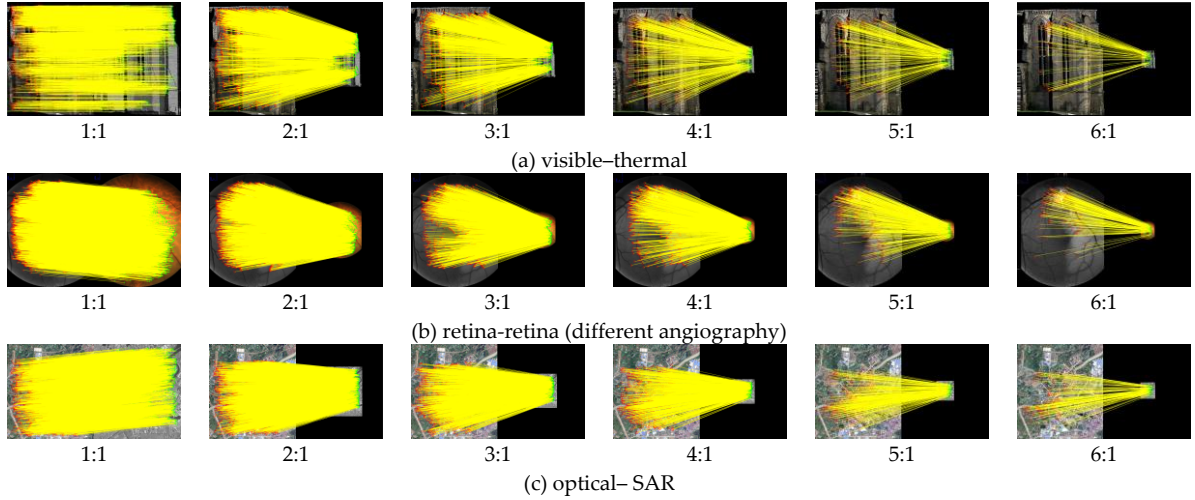 1:1 2:1 3:1 4:1 5:1 6:1
(a) visible–thermal
1:1 2:1 3:1 4:1 5:1 6:1
(b) retina-retina (different angiography)
1:1 2:1 3:1 4:1 5:1 6:1
(c) optical– SAR